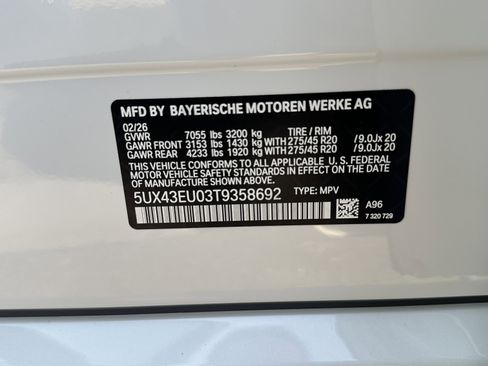 MFD BY BAYERISCHE MOTOREN WERKE AG
02/26
GVWR 7055 lbs 3200 kg TIRE / RIM
GAWR FRONT 3153 lbs 1430 kg WITH 275/45 R20 /9.0Jx 20
GAWR REAR 4233 lbs 1920 kg WITH 275/45 R20 /9.0Jx 20
THIS VEHICLE CONFORMS TO ALL APPLICABLE U. S. FEDERAL
MOTOR VEHICLE SAFETY STANDARDS IN EFFECT ON THE
DATE OF MANUFACTURE SHOWN ABOVE.
5UX43EU03T9358692 TYPE: MPV
A96
7 320 729